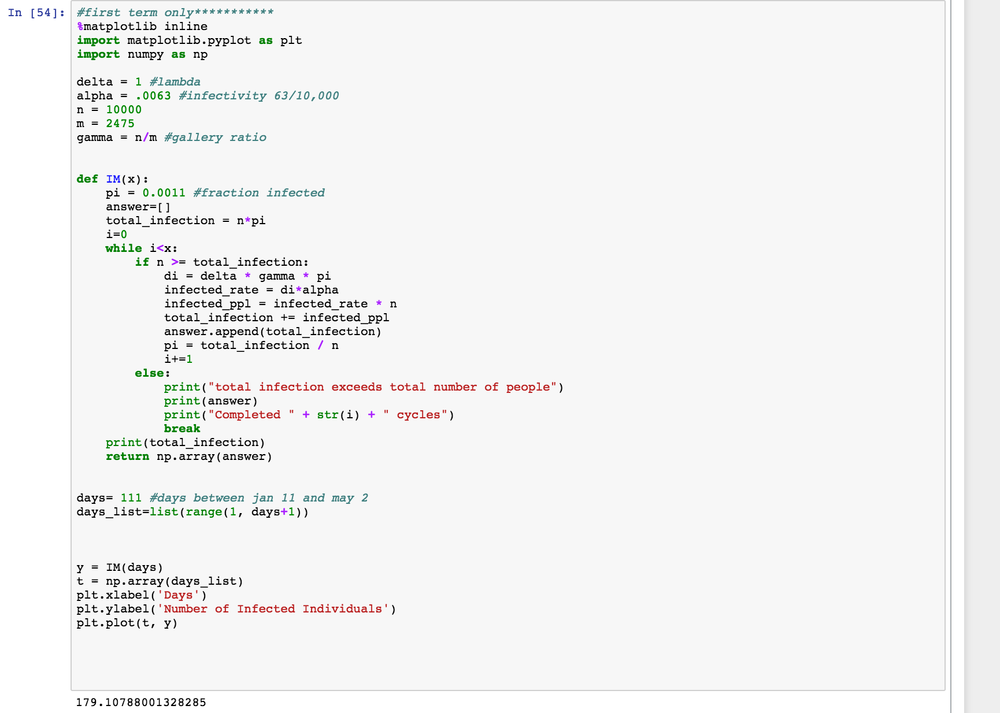 In [54]:
#first term only***********
%matplotlib inline
import matplotlib.pyplot as plt
import numpy as np

delta = 1 #lambda
alpha = .0063 #infectivity 63/10,000
n = 10000
m = 2475
gamma = n/m #gallery ratio


def IM(x):
    pi = 0.0011 #fraction infected
    answer=[]
    total_infection = n*pi
    i=0
    while i<x:
        if n >= total_infection:
            di = delta * gamma * pi
            infected_rate = di*alpha
            infected_ppl = infected_rate * n
            total_infection += infected_ppl
            answer.append(total_infection)
            pi = total_infection / n
            i+=1
        else:
            print("total infection exceeds total number of people")
            print(answer)
            print("Completed " + str(i) + " cycles")
            break
    print(total_infection)
    return np.array(answer)


days= 111 #days between jan 11 and may 2
days_list=list(range(1, days+1))



y = IM(days)
t = np.array(days_list)
plt.xlabel('Days')
plt.ylabel('Number of Infected Individuals')
plt.plot(t, y)
179.10788001328285